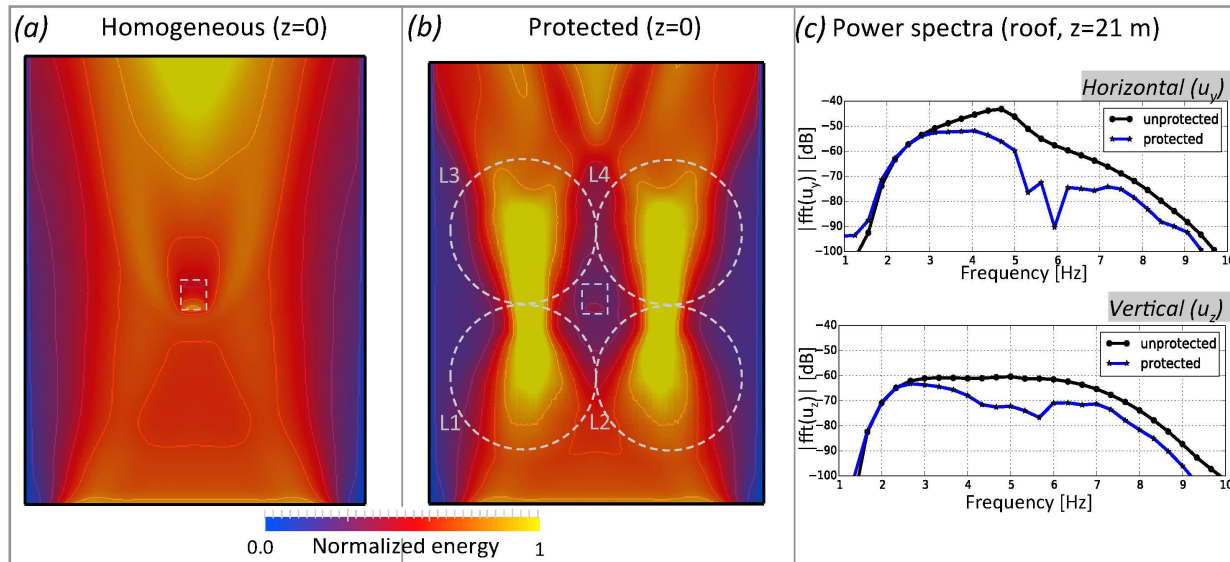 (a) Homogeneous (z=0)
(b) Protected (z=0)
L3
L4
L1
L2
0.0
Normalized energy
1
(c) Power spectra (roof, z=21 m)
Horizontal (u_y)
unprotected
protected
|fft(u_y)| [dB]
−40
−50
−60
−70
−80
−90
−100
1 2 3 4 5 6 7 8 9 10
Frequency [Hz]
Vertical (u_z)
unprotected
protected
|fft(u_z)| [dB]
−40
−50
−60
−70
−80
−90
−100
1 2 3 4 5 6 7 8 9 10
Frequency [Hz]